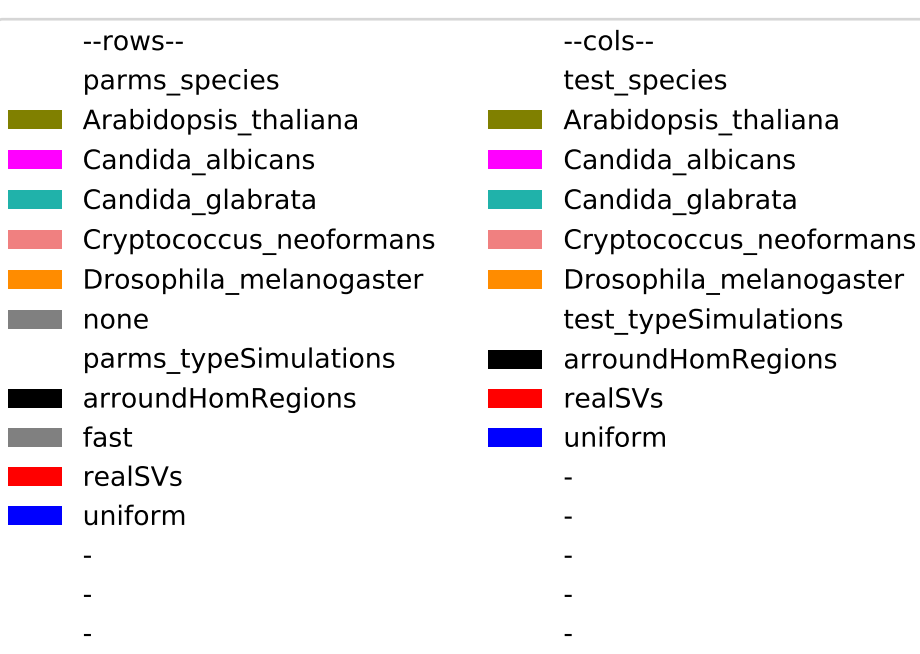 --rows--
parms_species
Arabidopsis_thaliana
Candida_albicans
Candida_glabrata
Cryptococcus_neoformans
Drosophila_melanogaster
none
parms_typeSimulations
arroundHomRegions
fast
realSVs
uniform
-
-
-
--cols--
test_species
Arabidopsis_thaliana
Candida_albicans
Candida_glabrata
Cryptococcus_neoformans
Drosophila_melanogaster
test_typeSimulations
arroundHomRegions
realSVs
uniform
-
-
-
-
-